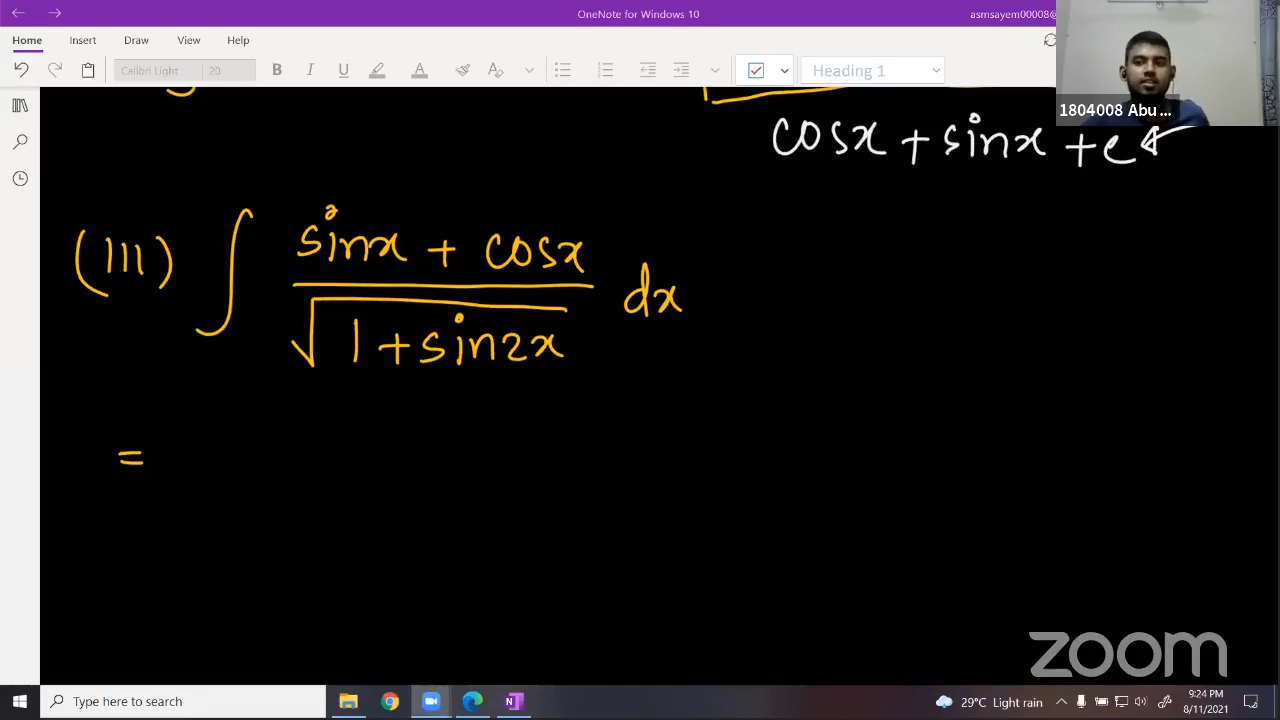 OneNote for Windows 10
asmsayem00008@
Home Insert Draw View Help
Calibri Light 20 B I U A Heading 1
1804008 Abu ...
cosx + sinx + e
(III) ∫ sinx + cosx / √1+sin2x dx
=
zoom
Type here to search
29°C Light rain
9:24 PM
8/11/2021